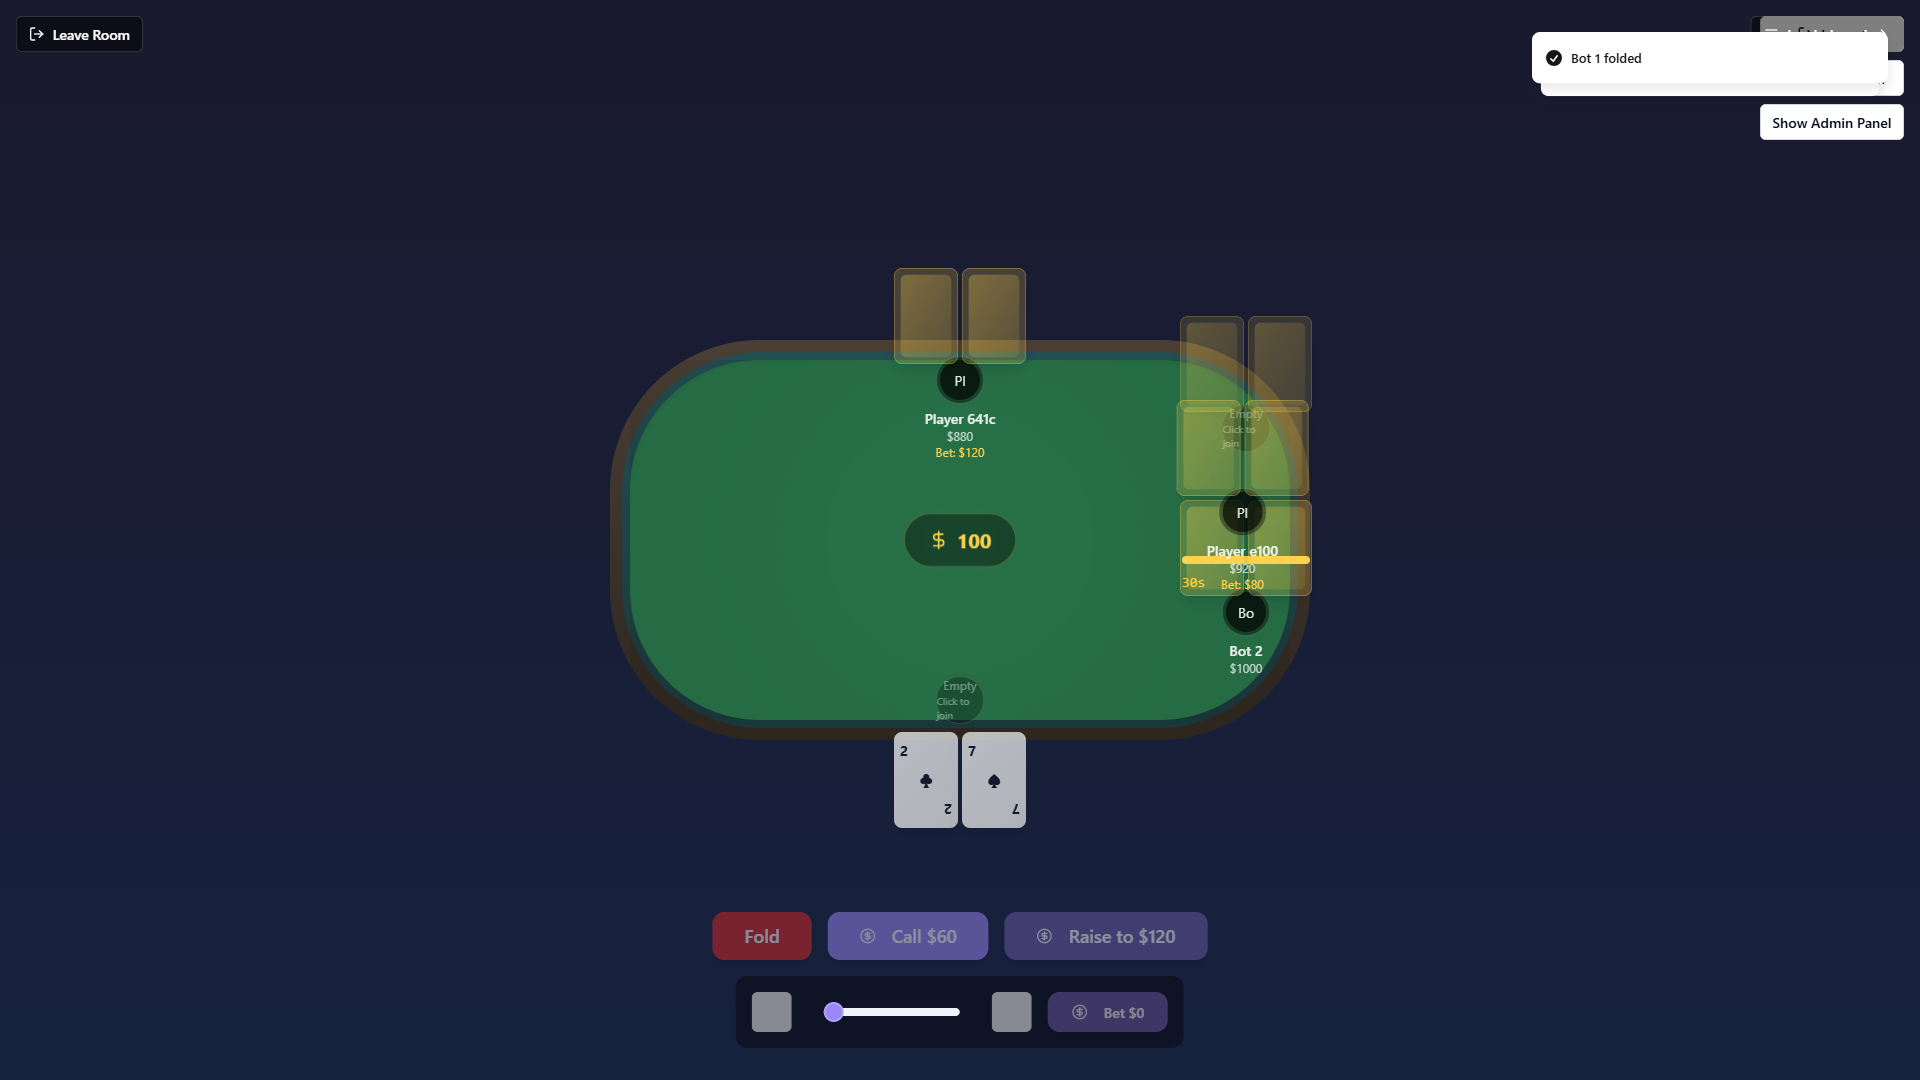 Leave Room
Bot 1 folded
Show Admin Panel
Pl
Player 641c
$880
Bet: $120
Empty
Click to
join
$ 100
Pl
Player e100
$920
30s
Bet: $80
Bo
Bot 2
$1000
Empty
Click to
join
2
7
2
7
Fold
Call $60
Raise to $120
Bet $0